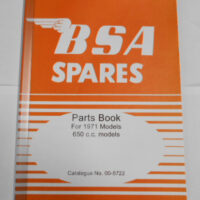 BSA
SPARES
Parts Book
For 1971 Models
650 c.c. models
Catalogue No. 00-5722